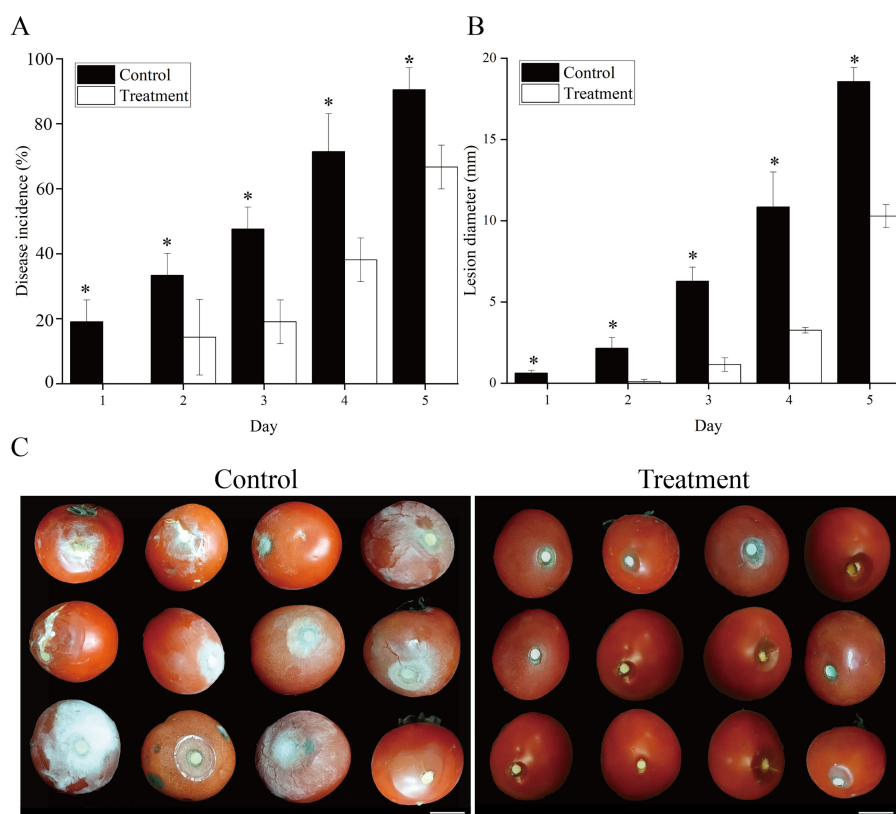 A
Disease incidence (%)
100
80
60
40
20
0
Control
Treatment
*
*
*
*
*
1 2 3 4 5
Day
B
Lesion diameter (mm)
20
15
10
5
0
Control
Treatment
*
*
*
*
*
1 2 3 4 5
Day
C
Control Treatment